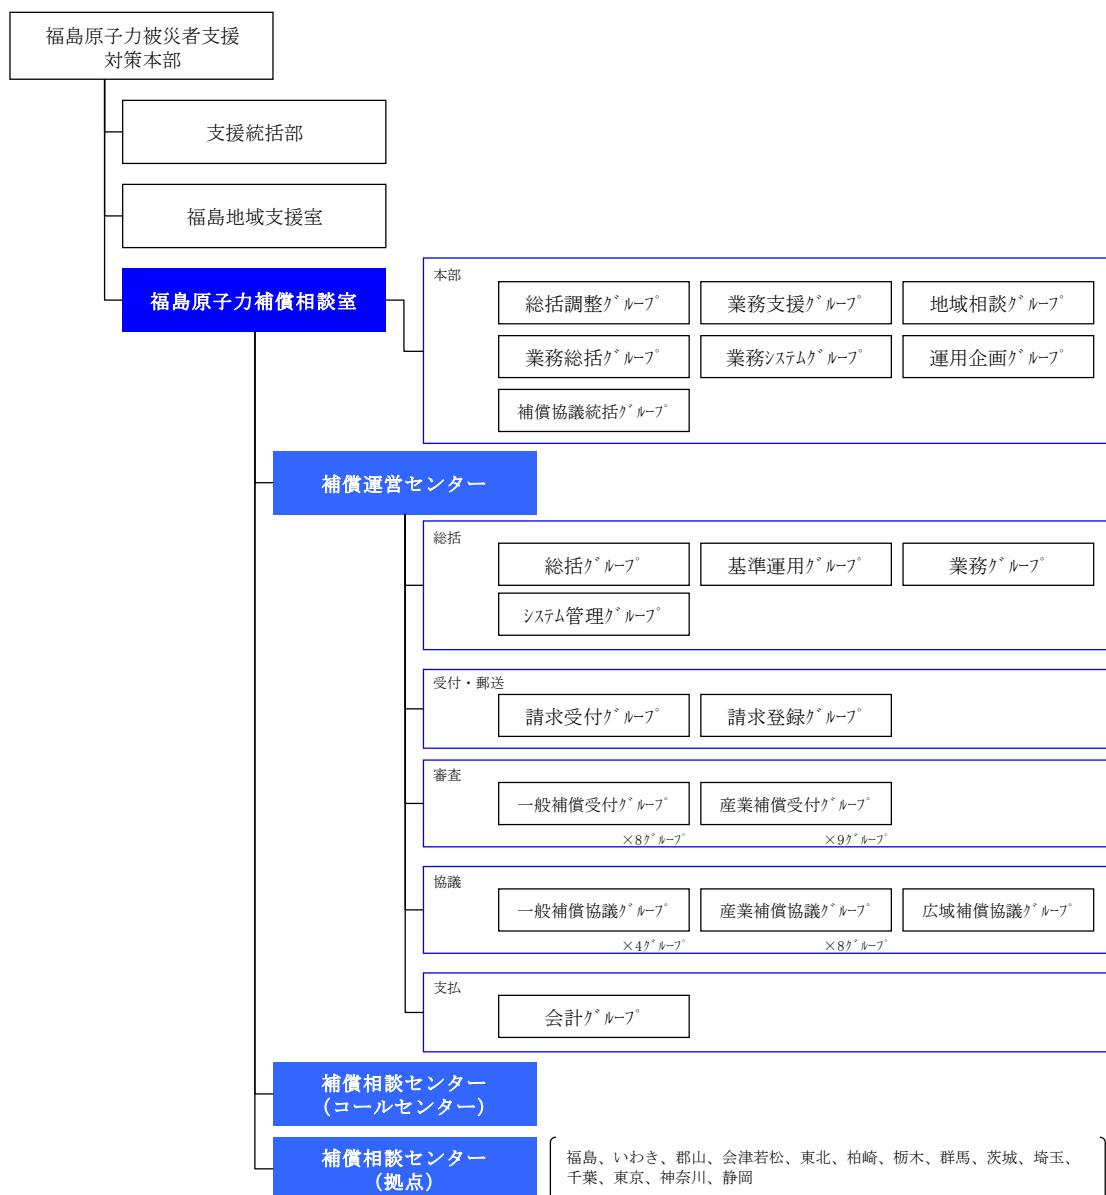 福島原子力被災者支援
対策本部
支援統括部
福島地域支援室
福島原子力補償相談室
本部
総括調整ｸﾞﾙｰﾌﾟ
業務支援ｸﾞﾙｰﾌﾟ
地域相談ｸﾞﾙｰﾌﾟ
業務総括ｸﾞﾙｰﾌﾟ
業務ｼｽﾃﾑｸﾞﾙｰﾌﾟ
運用企画ｸﾞﾙｰﾌﾟ
補償協議統括ｸﾞﾙｰﾌﾟ
補償運営センター
総括
総括ｸﾞﾙｰﾌﾟ
基準運用ｸﾞﾙｰﾌﾟ
業務ｸﾞﾙｰﾌﾟ
ｼｽﾃﾑ管理ｸﾞﾙｰﾌﾟ
受付・郵送
請求受付ｸﾞﾙｰﾌﾟ
請求登録ｸﾞﾙｰﾌﾟ
審査
一般補償受付ｸﾞﾙｰﾌﾟ
産業補償受付ｸﾞﾙｰﾌﾟ
×8ｸﾞﾙｰﾌﾟ
×9ｸﾞﾙｰﾌﾟ
協議
一般補償協議ｸﾞﾙｰﾌﾟ
産業補償協議ｸﾞﾙｰﾌﾟ
広域補償協議ｸﾞﾙｰﾌﾟ
×4ｸﾞﾙｰﾌﾟ
×8ｸﾞﾙｰﾌﾟ
支払
会計ｸﾞﾙｰﾌﾟ
補償相談センター
（コールセンター）
補償相談センター
（拠点）
福島、いわき、郡山、会津若松、東北、柏崎、栃木、群馬、茨城、埼玉、
千葉、東京、神奈川、静岡